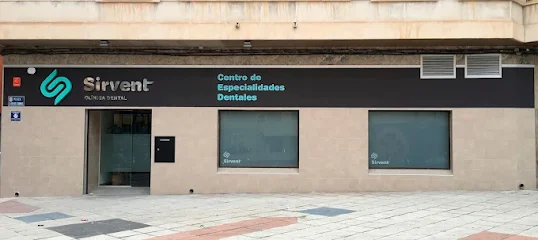 Sirvent
CLÍNICA DENTAL
Centro de
Especialidades
Dentales
Sirvent
Sirvent